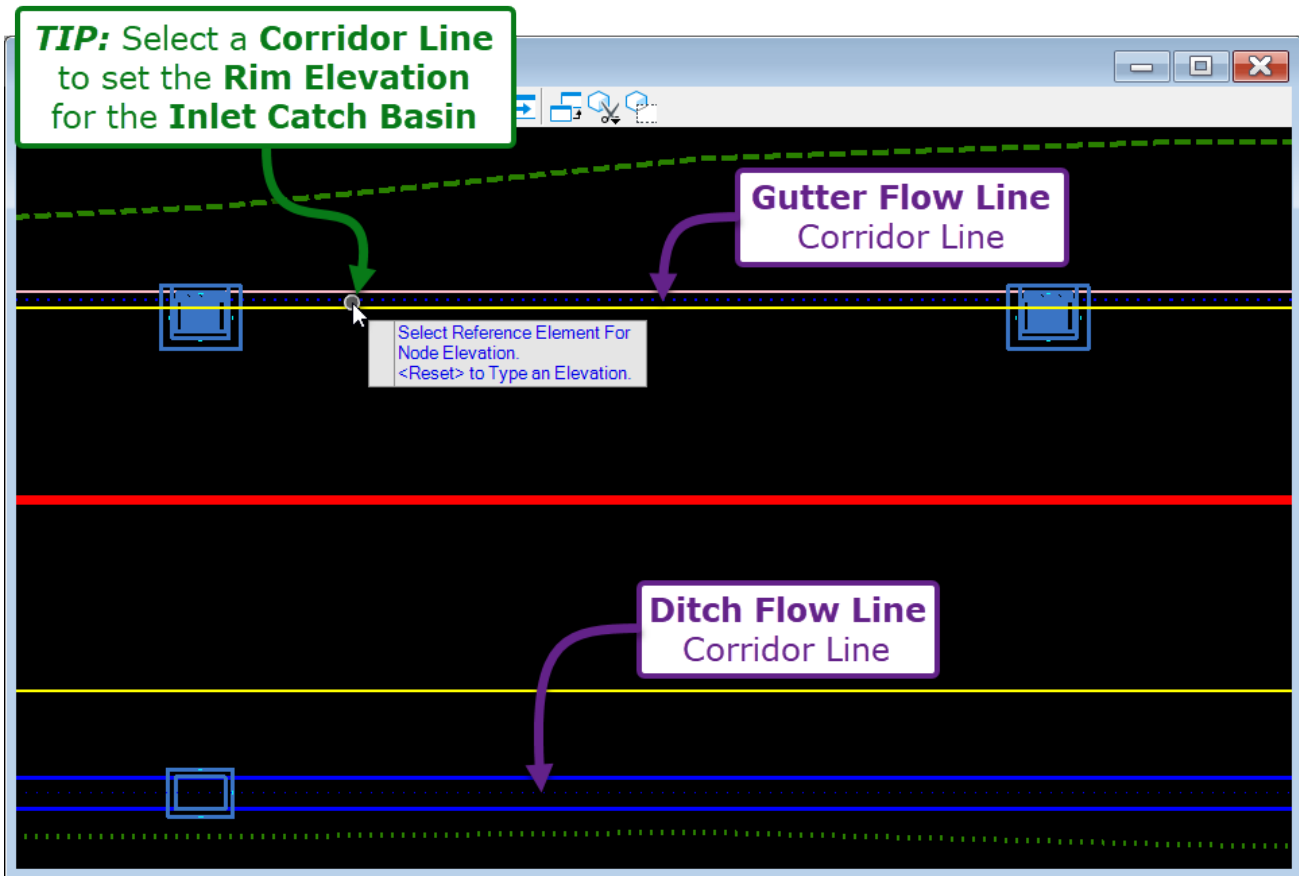 TIP: Select a Corridor Line
to set the Rim Elevation
for the Inlet Catch Basin
Gutter Flow Line
Corridor Line
Select Reference Element For
Node Elevation.
<Reset> to Type an Elevation.
Ditch Flow Line
Corridor Line